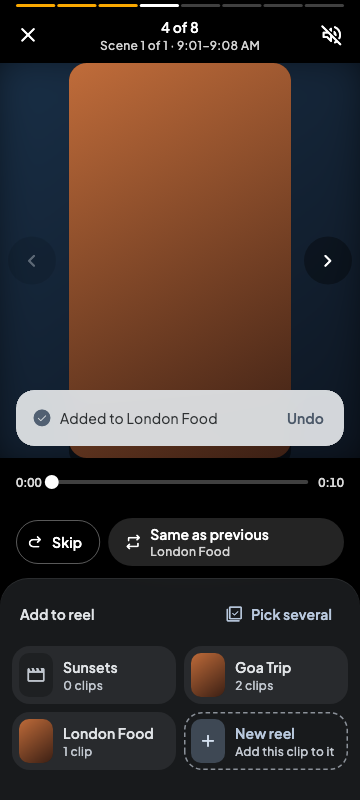 4 of 8
Scene 1 of 1 · 9:01–9:08 AM
Added to London Food
Undo
0:00
0:10
Skip
Same as previous
London Food
Add to reel
Pick several
Sunsets
0 clips
Goa Trip
2 clips
London Food
1 clip
New reel
Add this clip to it